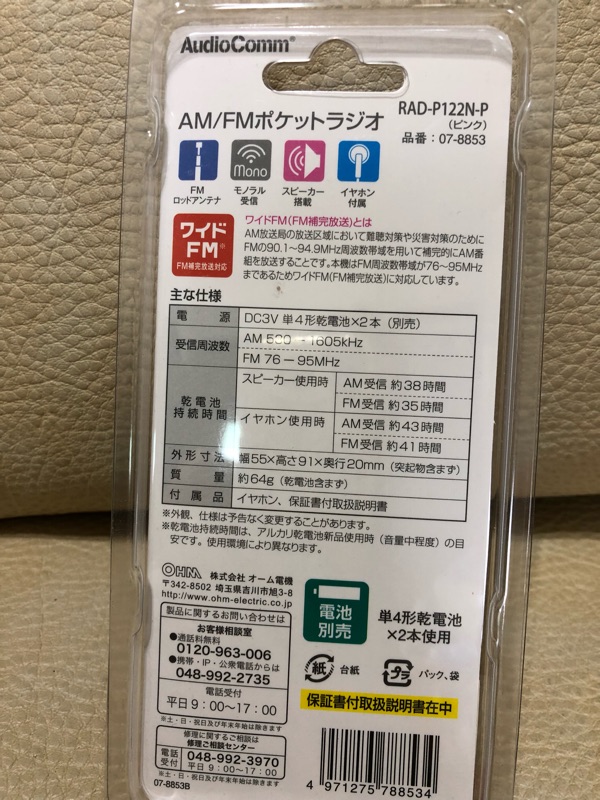 AudioComm®
AM/FMポケットラジオ
RAD-P122N-P
(ピンク)
品番:07-8853
FM
ロッドアンテナ
Mono
モノラル
受信
スピーカー
搭載
イヤホン
付属
ワイド
FM※
FM補完放送対応
ワイドFM(FM補完放送)とは
AM放送局の放送区域において難聴対策や災害対策のために
FMの90.1〜94.9MHz周波数帯域を用いて補完的にAM番
組を放送することです。本機はFM周波数帯域が76〜95MHz
まであるためワイドFM(FM補完放送)に対応しています。
主な仕様
電源 DC3V 単4形乾電池×2本(別売)
受信周波数 AM 530 − 1605kHz
FM 76 − 95MHz
乾電池
持続時間
スピーカー使用時 AM受信 約38時間
FM受信 約35時間
イヤホン使用時 AM受信 約43時間
FM受信 約41時間
外形寸法 幅55×高さ91×奥行20mm(突起物含まず)
質量 約64g(乾電池含まず)
付属品 イヤホン、保証書付取扱説明書
※外観、仕様は予告なく変更することがあります。
※乾電池持続時間は、アルカリ乾電池新品使用時(音量中程度)の目
安です。使用環境により異なります。
OHM 株式会社 オーム電機
〒342-8502 埼玉県吉川市旭3-8
http://www.ohm-electric.co.jp
製品に関するお問い合わせは
お客様相談室
●通話料無料
0120-963-006
●携帯・IP・公衆電話からは
048-992-2735
電話受付
平日9:00〜17:00
※土・日・祝日及び年末年始は除きます
修理に関するご相談は
修理ご相談センター
電話
受付
048-992-3970
平日 9:00〜17:00
※土・日・祝日及び年末年始は除きます
07-8853B
電池
別売
単4形乾電池
×2本使用
紙 台紙
プラ パック、袋
保証書付取扱説明書在中
4 971275 788534